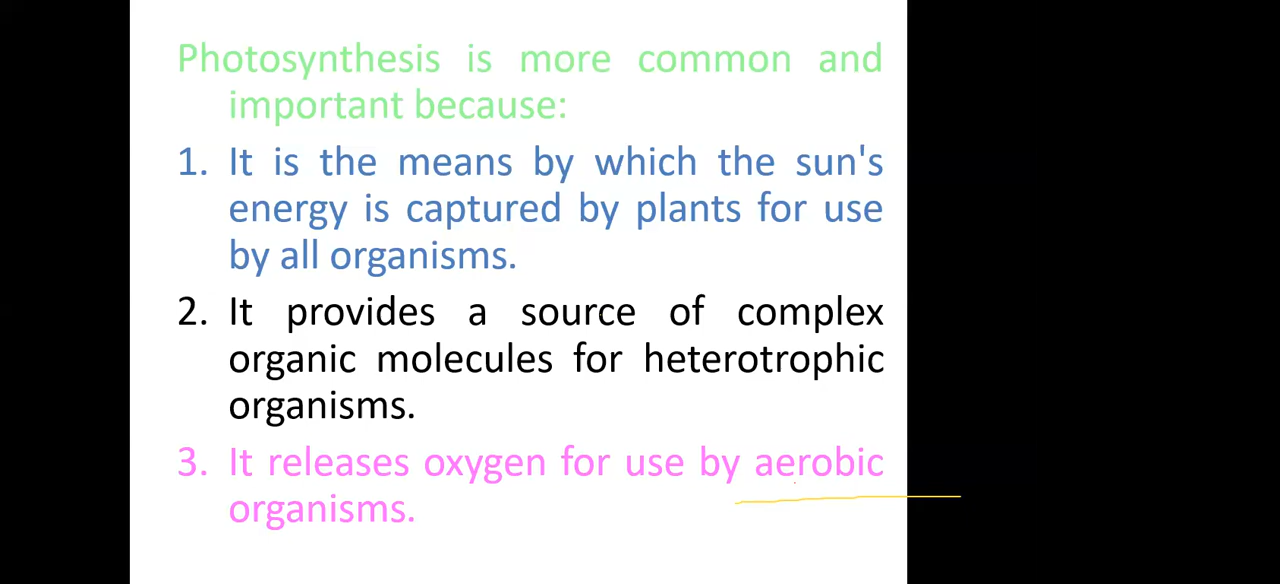 Photosynthesis is more common and
important because:
1. It is the means by which the sun's
energy is captured by plants for use
by all organisms.
2. It provides a source of complex
organic molecules for heterotrophic
organisms.
3. It releases oxygen for use by aerobic
organisms.